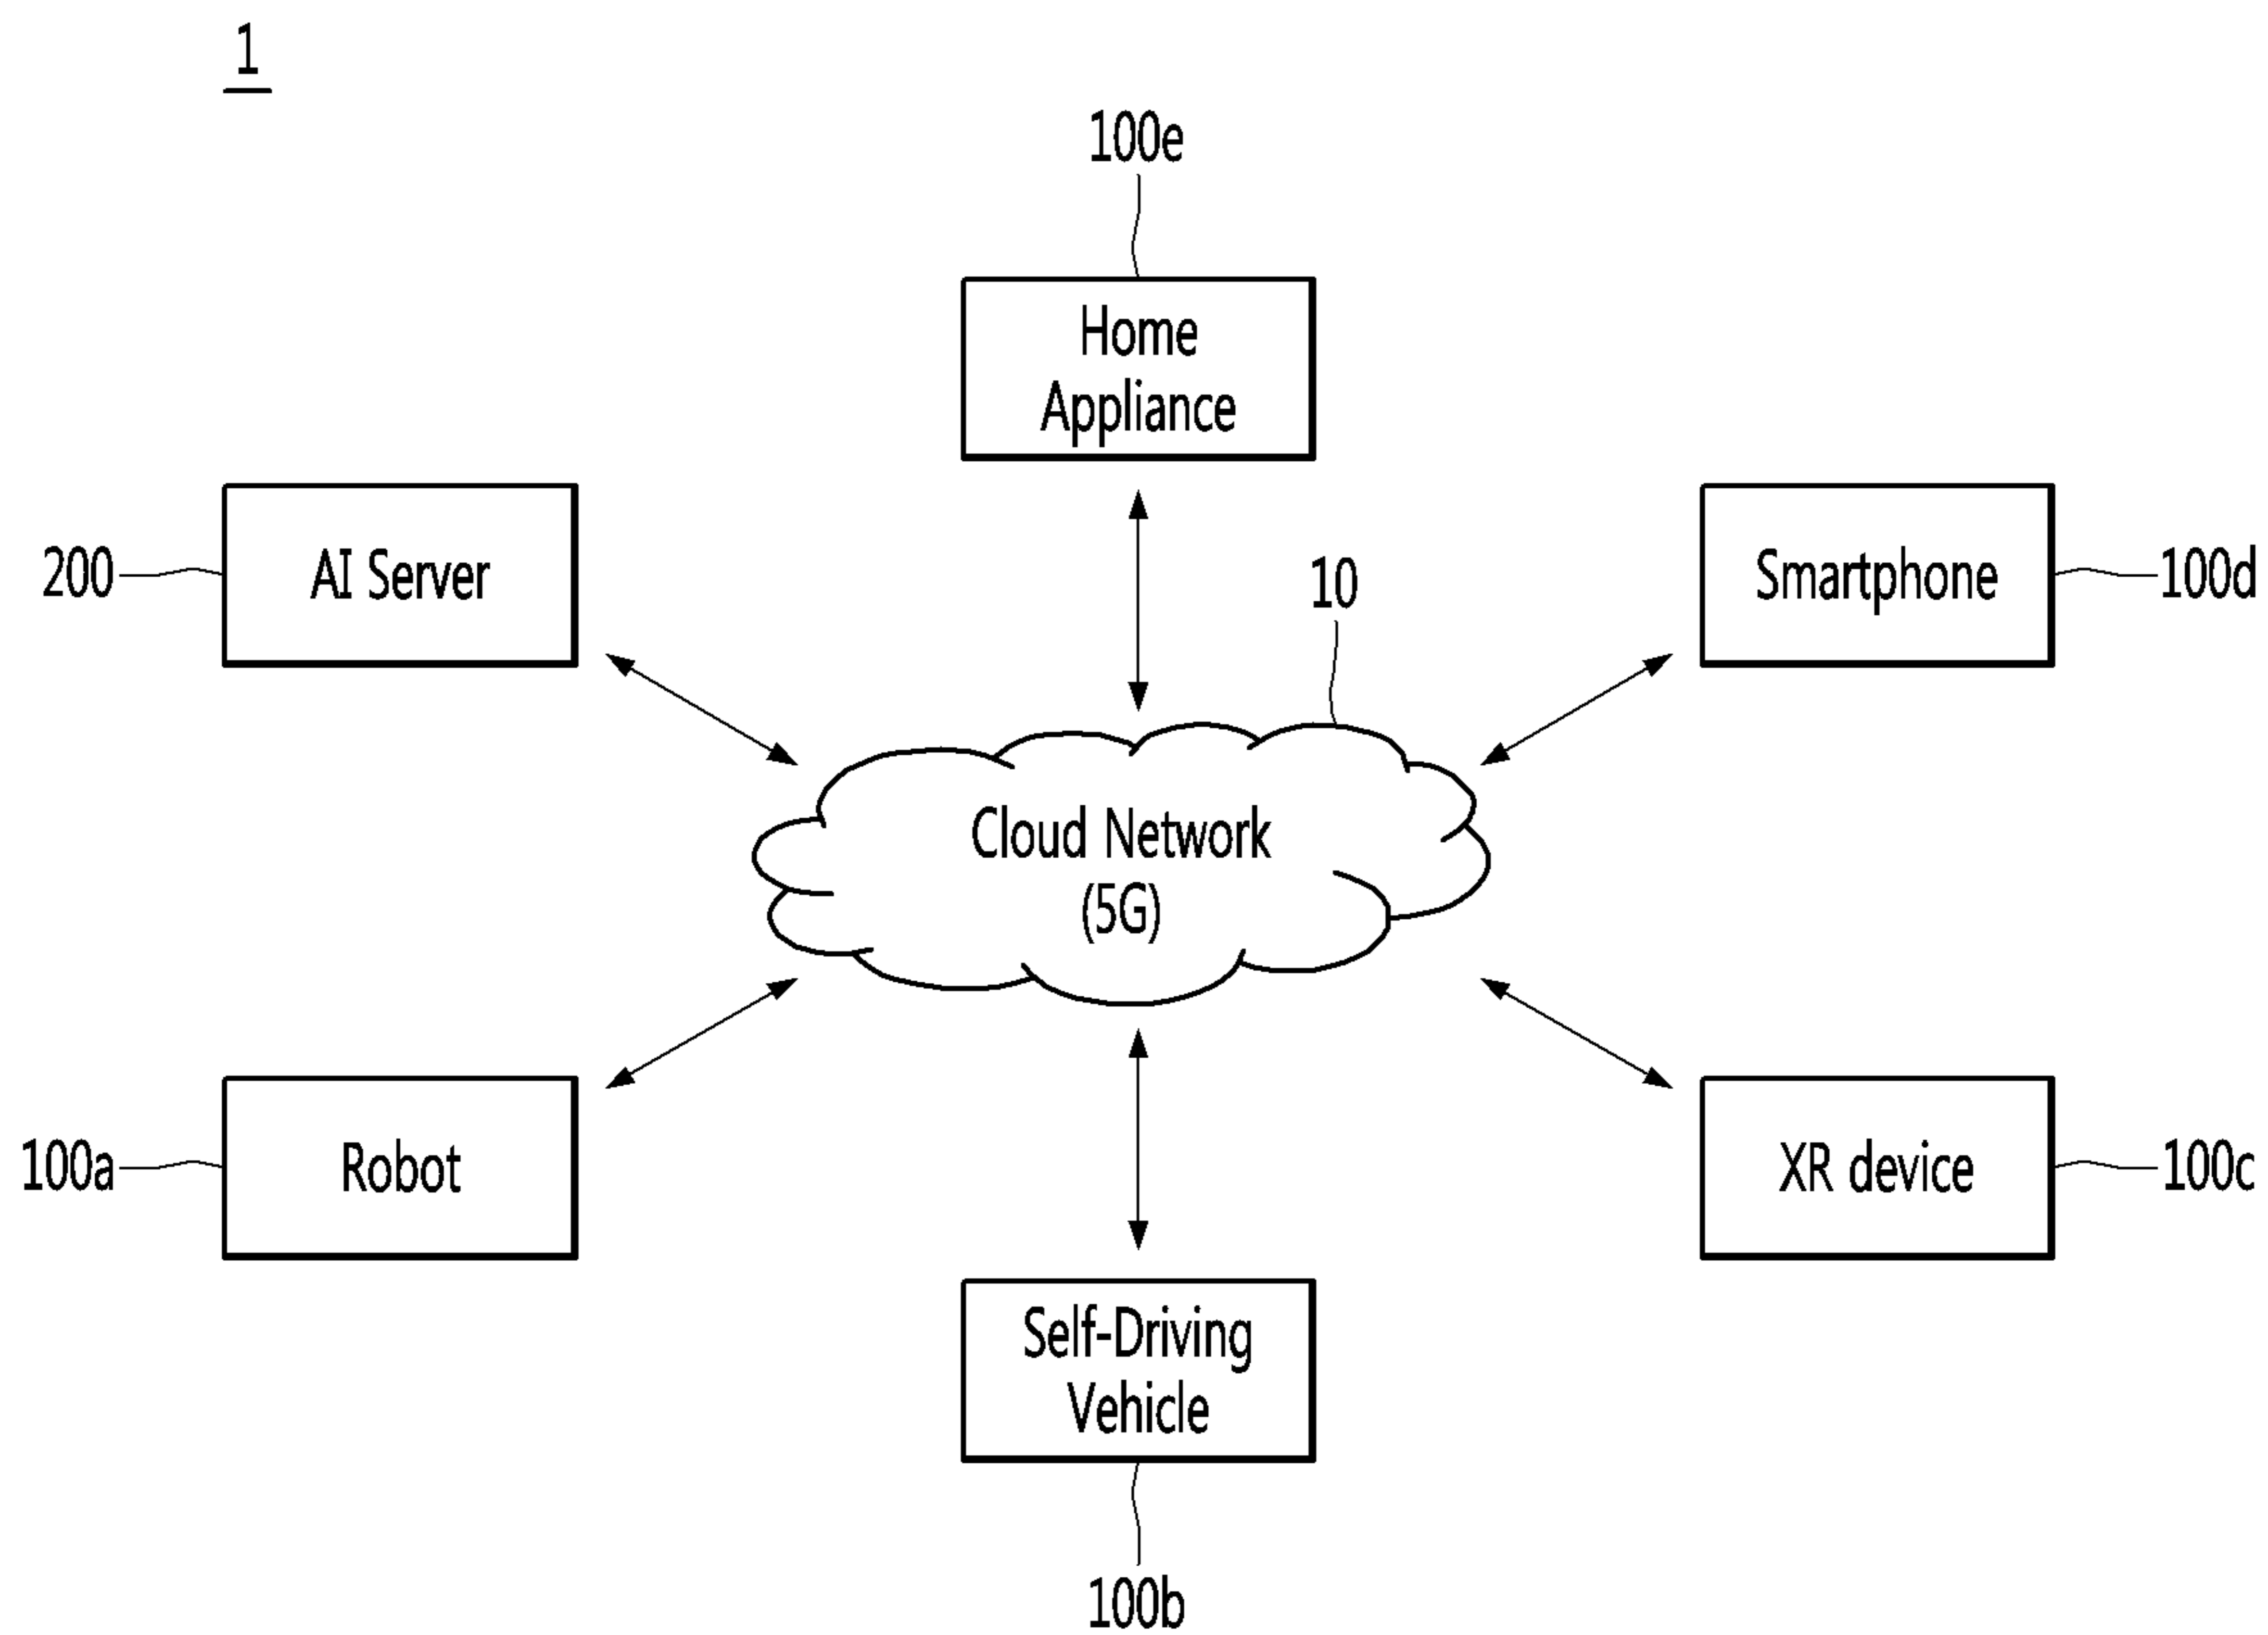 1
100e
Home
Appliance
200
AI Server
10
Smartphone
100d
Cloud Network
(5G)
100a
Robot
XR device
100c
Self-Driving
Vehicle
100b